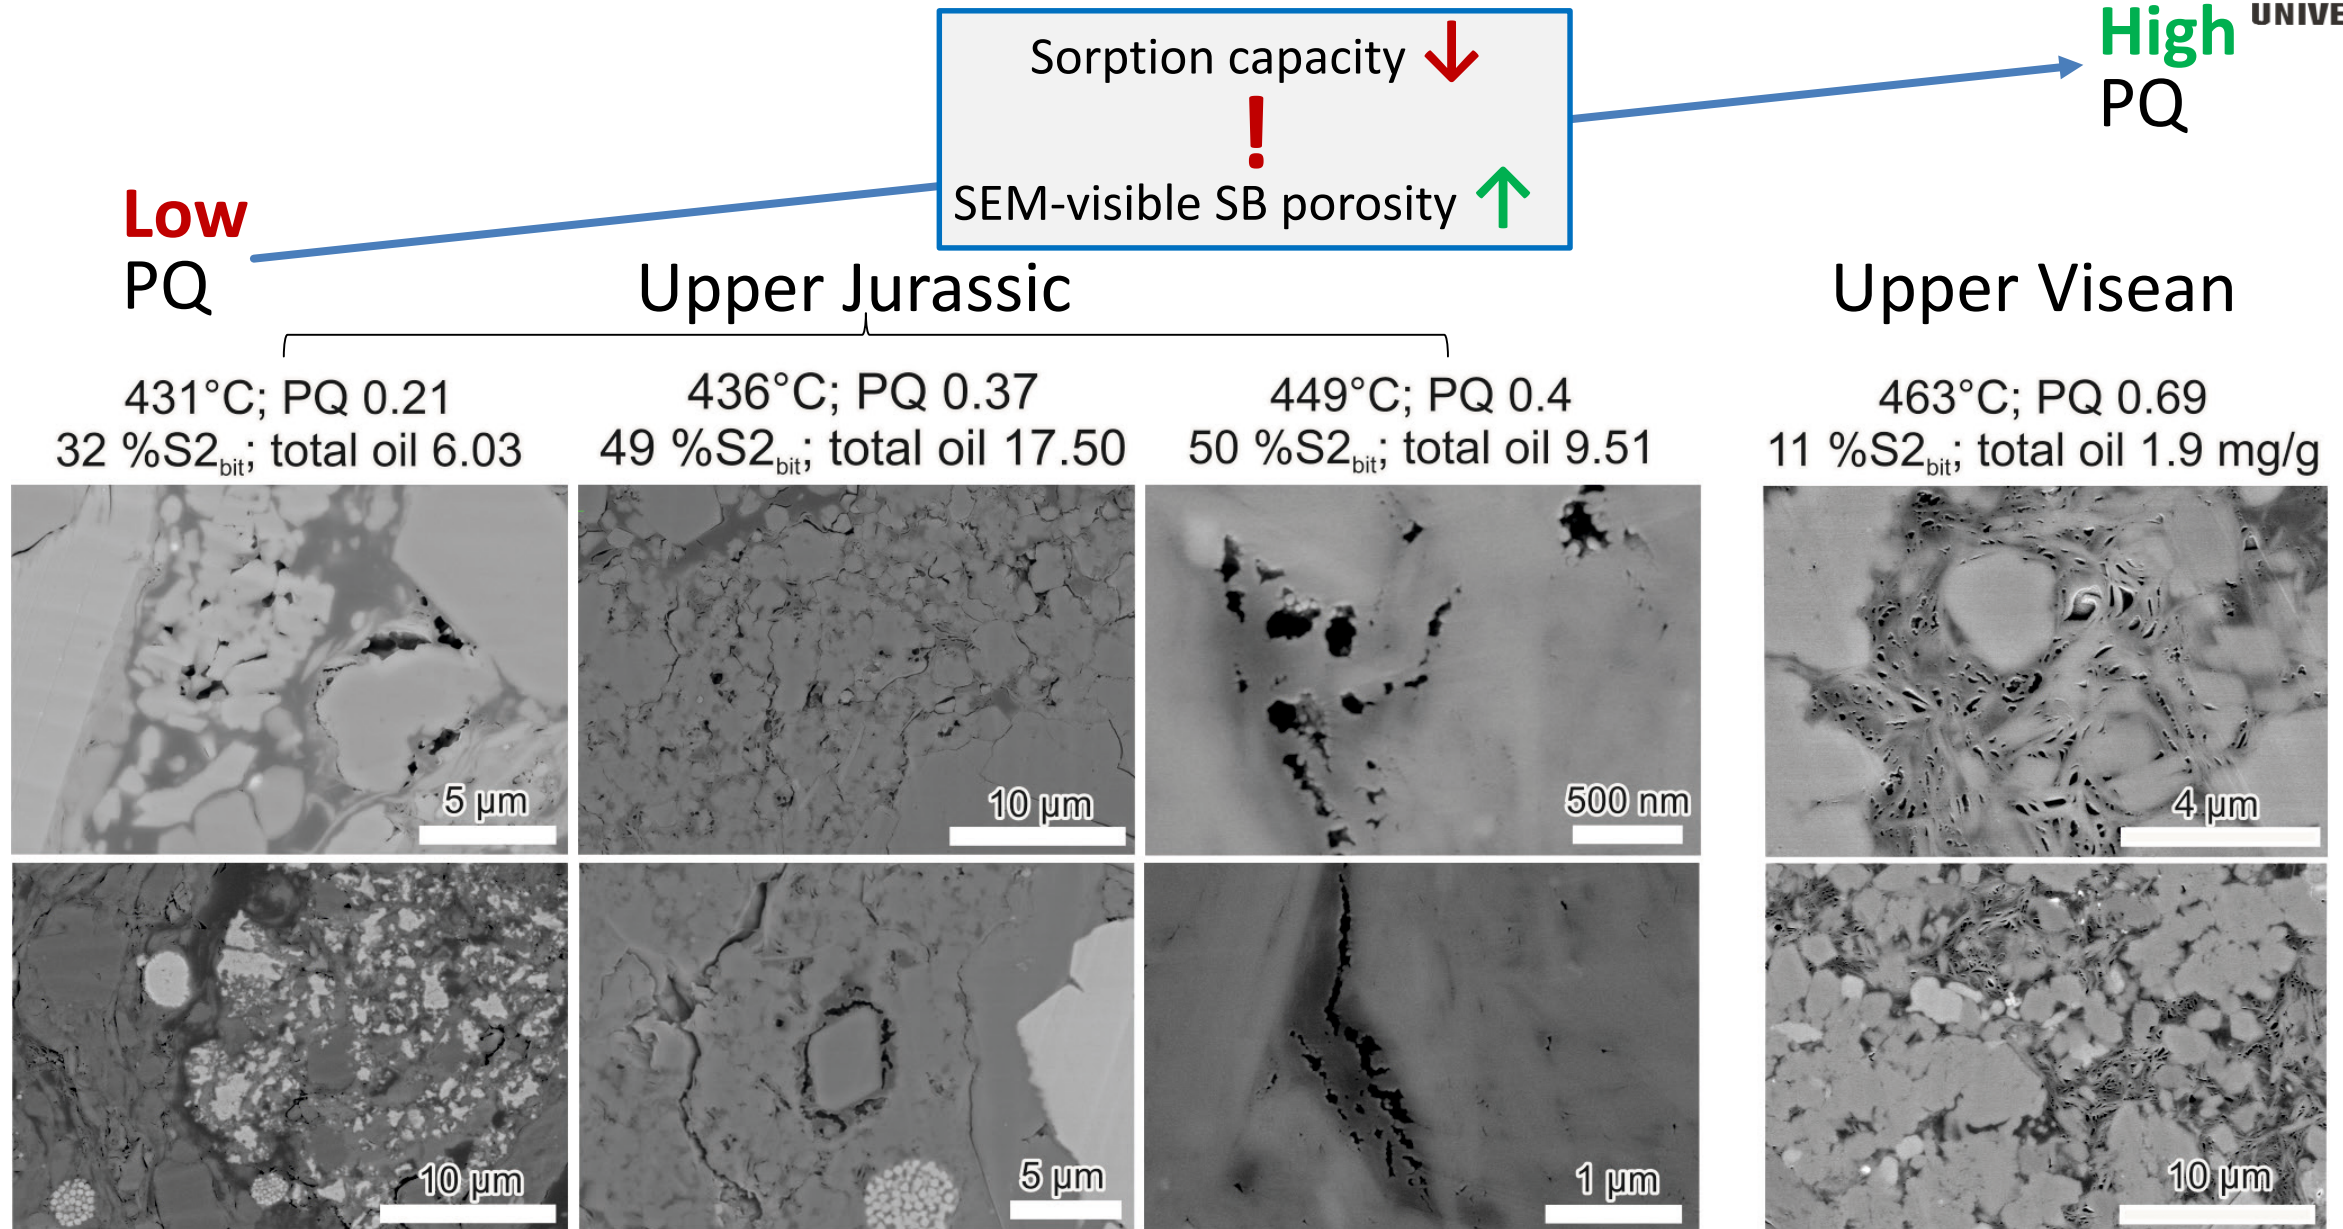 High
PQ
UNIVE
Sorption capacity ↓
!
SEM-visible SB porosity ↑
Low
PQ
Upper Jurassic
Upper Visean
431°C; PQ 0.21
32 %S2bit; total oil 6.03
436°C; PQ 0.37
49 %S2bit; total oil 17.50
449°C; PQ 0.4
50 %S2bit; total oil 9.51
463°C; PQ 0.69
11 %S2bit; total oil 1.9 mg/g
5 µm
10 µm
500 nm
4 µm
10 µm
5 µm
1 µm
10 µm